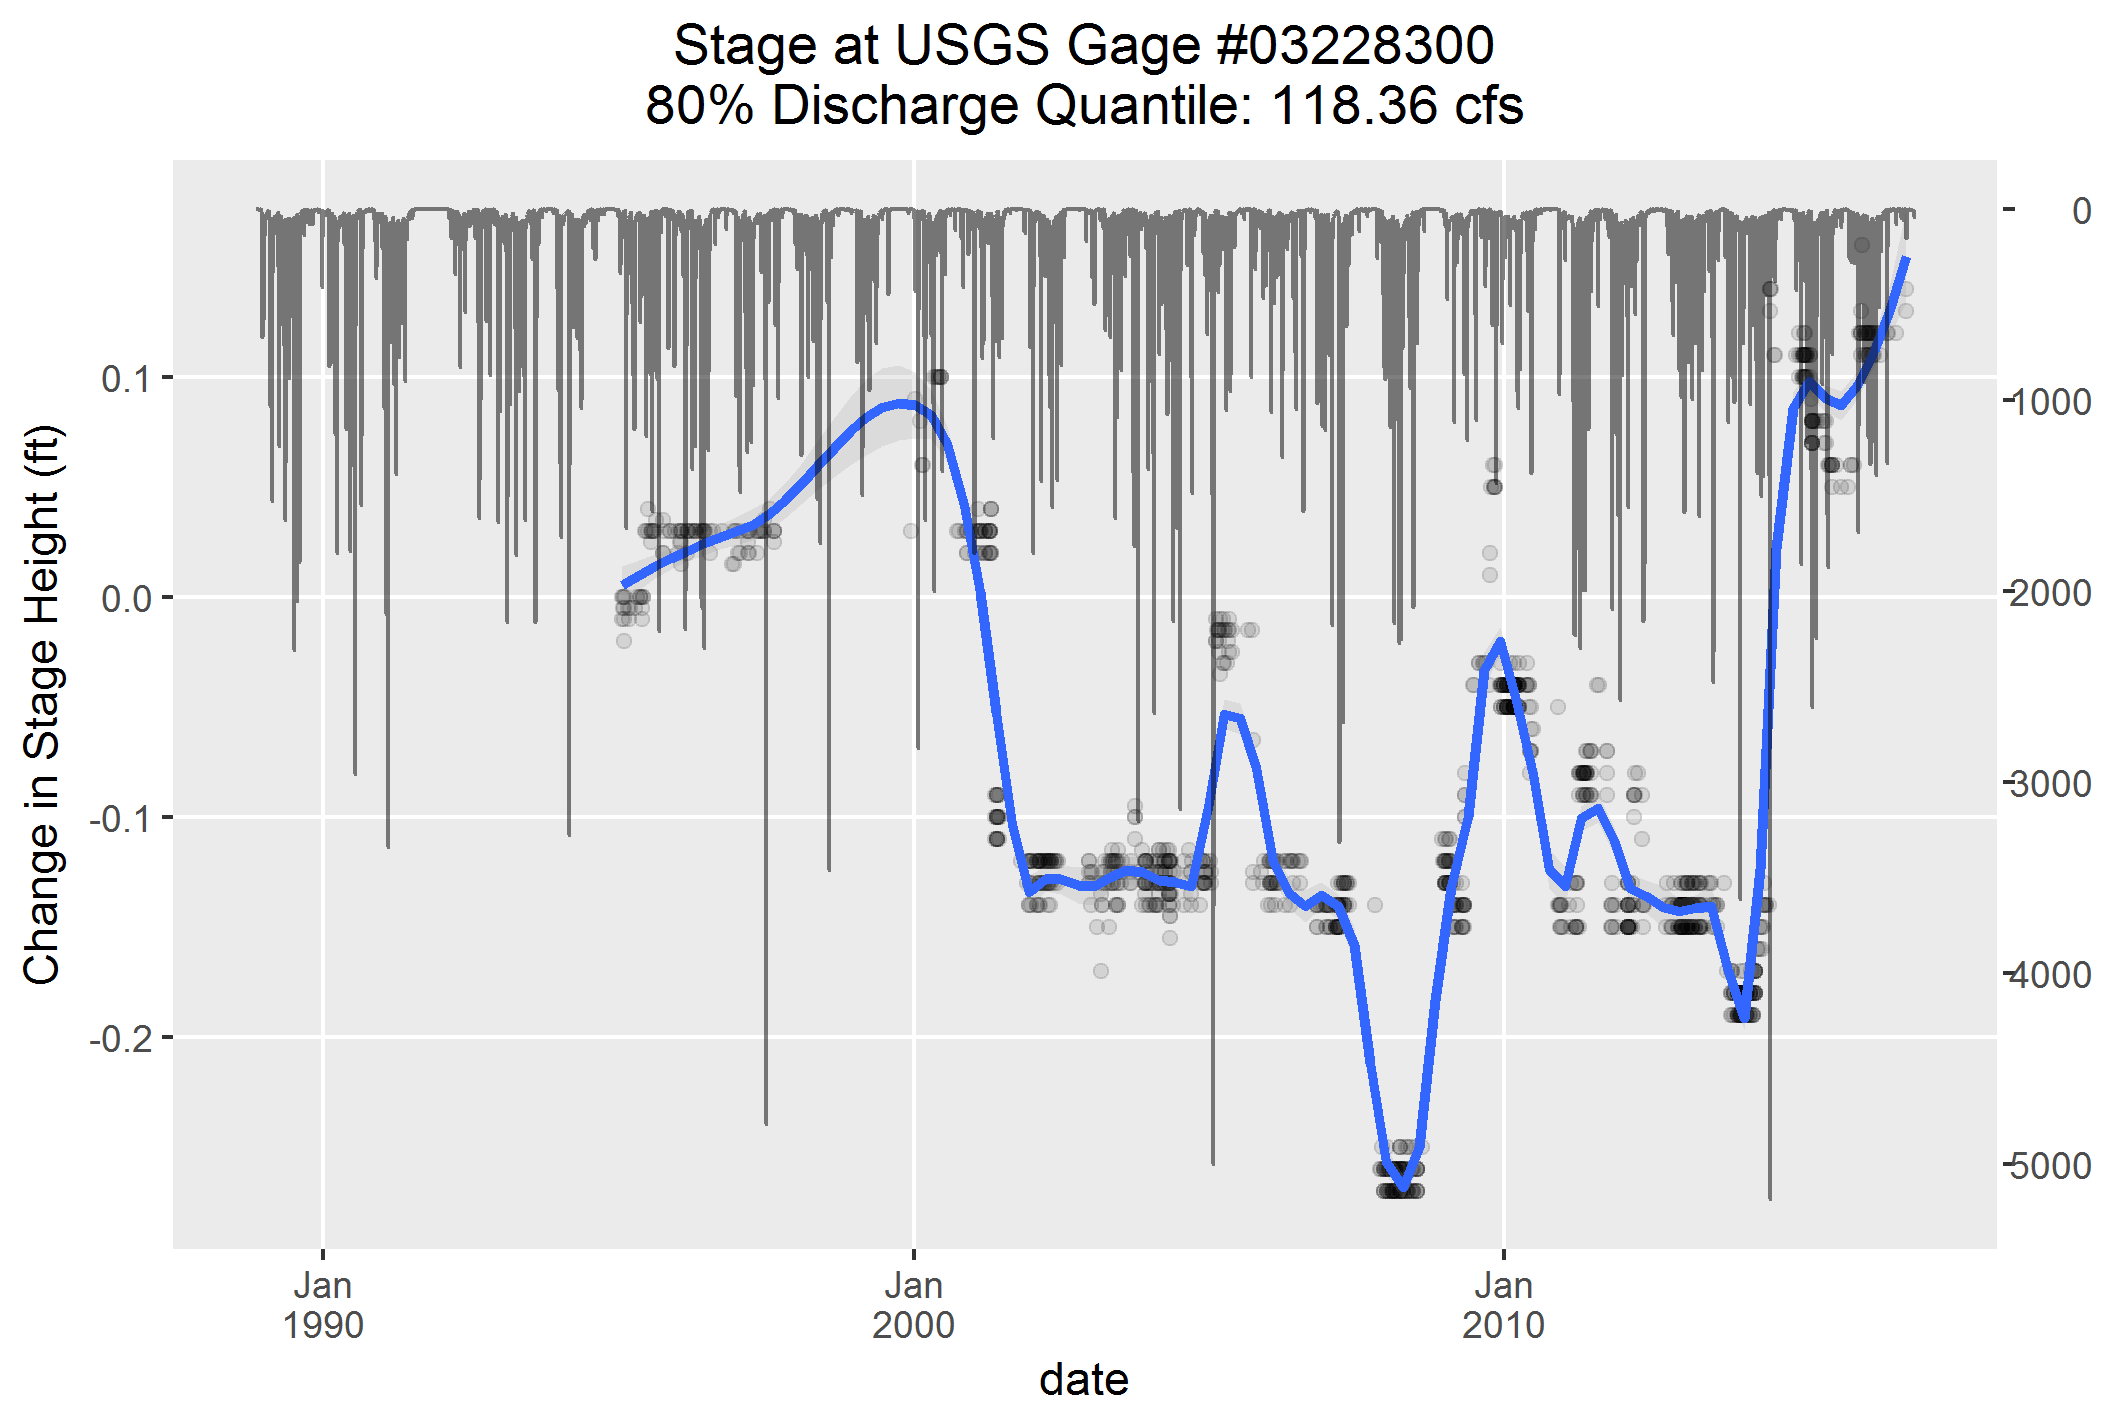 Stage at USGS Gage #03228300
80% Discharge Quantile: 118.36 cfs
Change in Stage Height (ft)
0.1
0.0
-0.1
-0.2
0
1000
2000
3000
4000
5000
Jan
1990
Jan
2000
Jan
2010
date